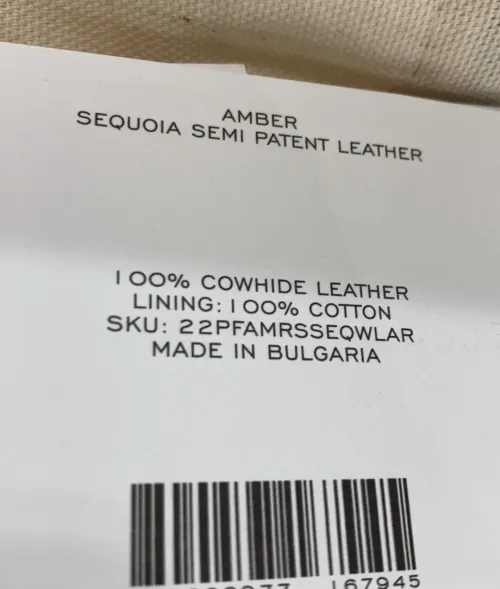 AMBER
SEQUOIA SEMI PATENT LEATHER
100% COWHIDE LEATHER
LINING: 100% COTTON
SKU: 22PFAMRSSEQWLAR
MADE IN BULGARIA
167945